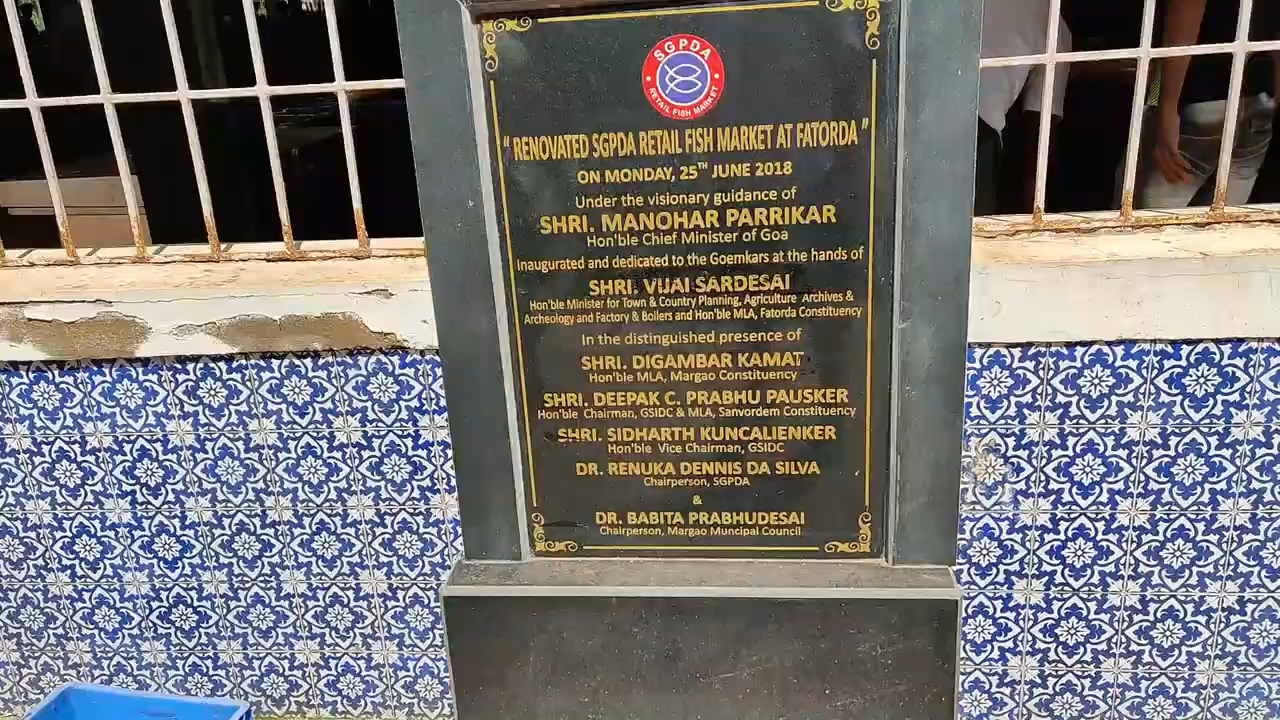 SGPDA
RETAIL FISH MARKET
" RENOVATED SGPDA RETAIL FISH MARKET AT FATORDA "
ON MONDAY, 25TH JUNE 2018
Under the visionary guidance of
SHRI. MANOHAR PARRIKAR
Hon'ble Chief Minister of Goa
Inaugurated and dedicated to the Goemkars at the hands of
SHRI. VIJAI SARDESAI
Hon'ble Minister for Town & Country Planning, Agriculture Archives &
Archeology and Factory & Boilers and Hon'ble MLA, Fatorda Constituency
In the distinguished presence of
SHRI. DIGAMBAR KAMAT
Hon'ble MLA, Margao Constituency
SHRI. DEEPAK C. PRABHU PAUSKER
Hon'ble Chairman, GSIDC & MLA, Sanvordem Constituency
SHRI. SIDHARTH KUNCALIENKER
Hon'ble Vice Chairman, GSIDC
DR. RENUKA DENNIS DA SILVA
Chairperson, SGPDA
&
DR. BABITA PRABHUDESAI
Chairperson, Margao Muncipal Council